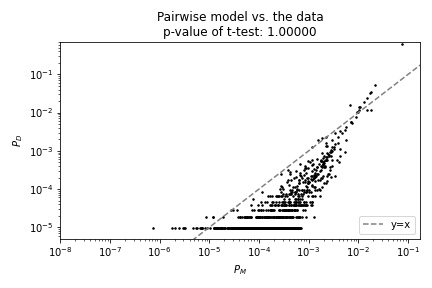 Pairwise model vs. the data
p-value of t-test: 1.00000
10⁻¹
10⁻²
10⁻³
10⁻⁴
10⁻⁵
P_D
y=x
10⁻⁸ 10⁻⁷ 10⁻⁶ 10⁻⁵ 10⁻⁴ 10⁻³ 10⁻² 10⁻¹
P_M